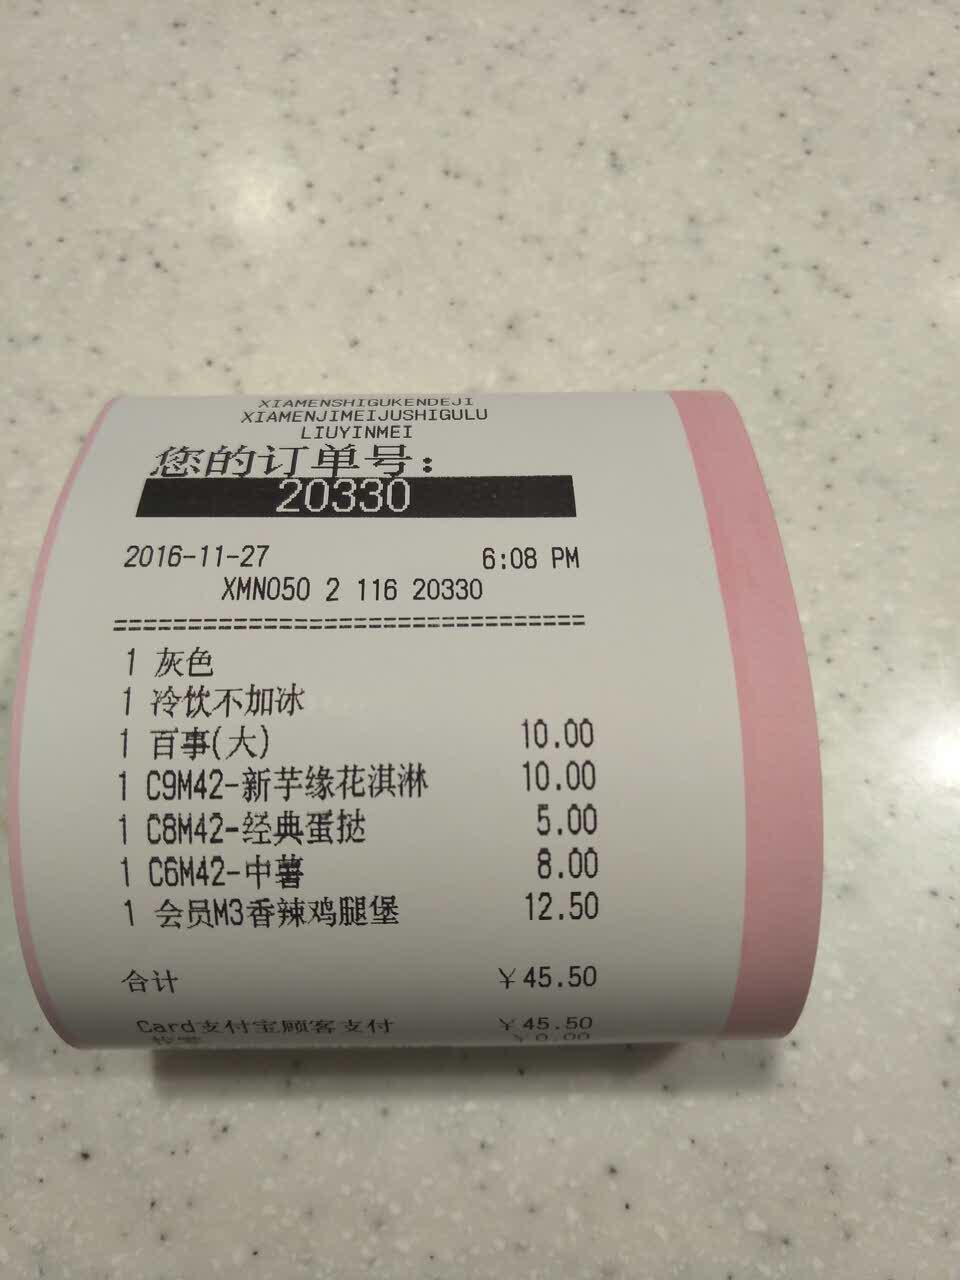 XIAMENSHIGUKENDEJI
XIAMENJIMEIJUSHIGULU
LIUYINMEI
您的订单号:
20330
2016-11-27 6:08 PM
XMN050 2 116 20330
================================
1 灰色
1 冷饮不加冰
1 百事(大) 10.00
1 C9M42-新芋缘花淇淋 10.00
1 C8M42-经典蛋挞 5.00
1 C6M42-中薯 8.00
1 会员M3香辣鸡腿堡 12.50
合计 ￥45.50
Card支付宝顾客支付 ￥45.50
￥0.00